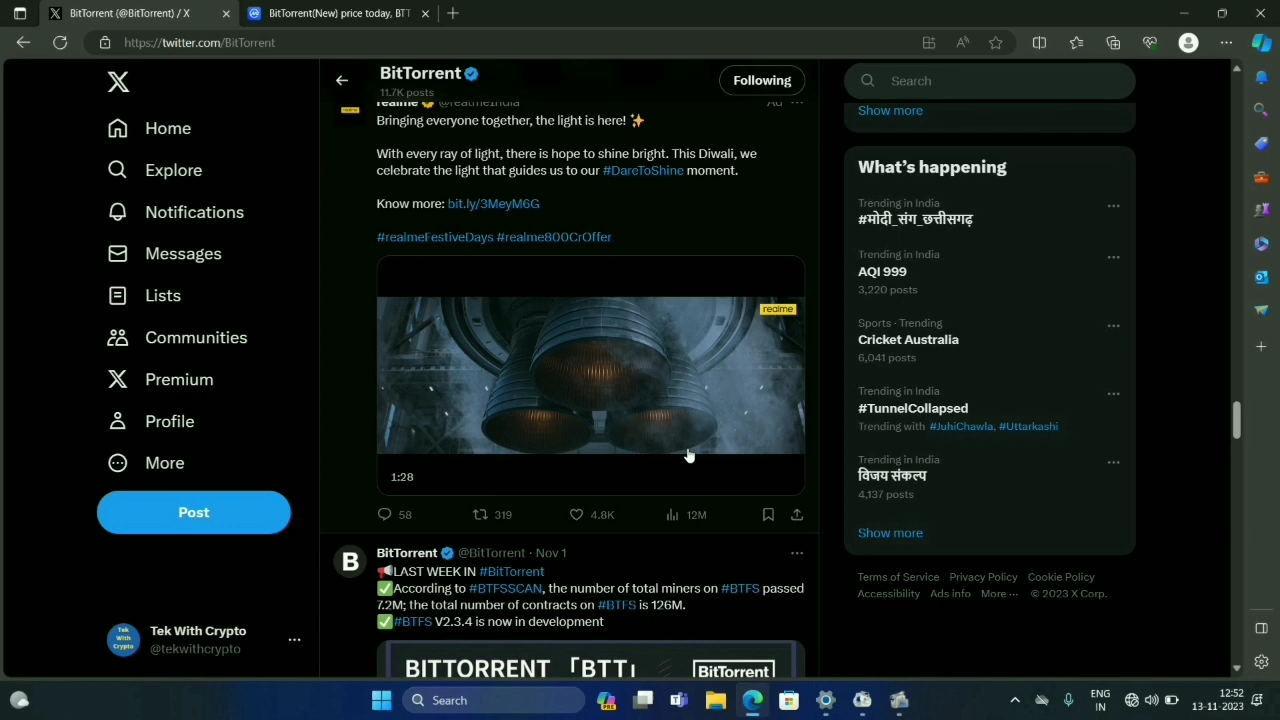 BitTorrent (@BitTorrent) / X
BitTorrent(New) price today, BTT
https://twitter.com/BitTorrent
Home
Explore
Notifications
Messages
Lists
Communities
Premium
Profile
More
Post
Tek With Crypto
@tekwithcrypto
BitTorrent
11.7K posts
Following
realme @realmeIndia
Ad
Bringing everyone together, the light is here! ✨
With every ray of light, there is hope to shine bright. This Diwali, we
celebrate the light that guides us to our #DareToShine moment.
Know more: bit.ly/3MeyM6G
#realmeFestiveDays #realme800CrOffer
realme
1:28
58
319
4.8K
12M
B
BitTorrent @BitTorrent · Nov 1
📢LAST WEEK IN #BitTorrent
✅According to #BTFSSCAN, the number of total miners on #BTFS passed
7.2M; the total number of contracts on #BTFS is 126M.
✅#BTFS V2.3.4 is now in development
BITTORRENT「BTT」
BitTorrent
Search
Show more
What's happening
Trending in India
#मोदी_संग_छत्तीसगढ़
Trending in India
AQI 999
3,220 posts
Sports · Trending
Cricket Australia
6,041 posts
Trending in India
#TunnelCollapsed
Trending with #JuhiChawla, #Uttarkashi
Trending in India
विजय संकल्प
4,137 posts
Show more
Terms of Service Privacy Policy Cookie Policy
Accessibility Ads info More ··· © 2023 X Corp.
Search
ENG
IN
12:52
13-11-2023